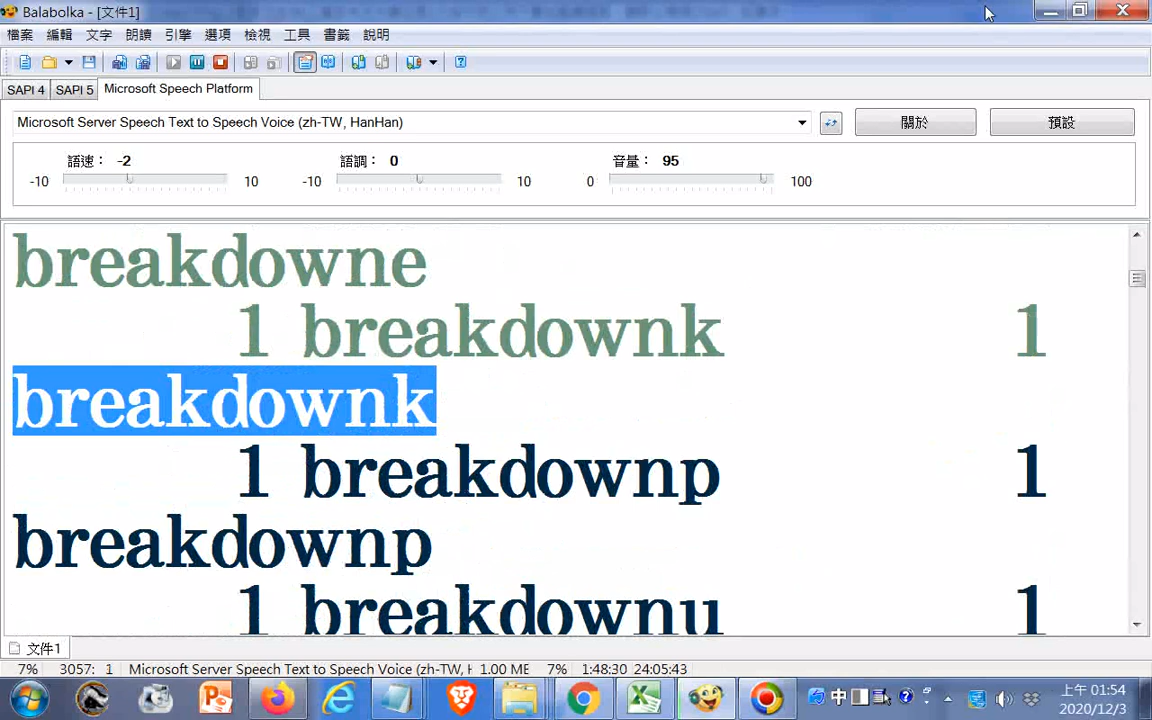 Balabolka - [文件1]
檔案 編輯 文字 朗讀 引擎 選項 檢視 工具 書籤 說明
SAPI 4 SAPI 5 Microsoft Speech Platform
Microsoft Server Speech Text to Speech Voice (zh-TW, HanHan) 關於 預設
語速： -2 語調： 0 音量： 95
-10 10 -10 10 0 100
breakdowne
1 breakdownk 1
breakdownk
1 breakdownp 1
breakdownp
1 breakdownu 1
文件1
7% 3057: 1 Microsoft Server Speech Text to Speech Voice (zh-TW, 1.00 ME 7% 1:48:30 24:05:43
中 上午 01:54
2020/12/3